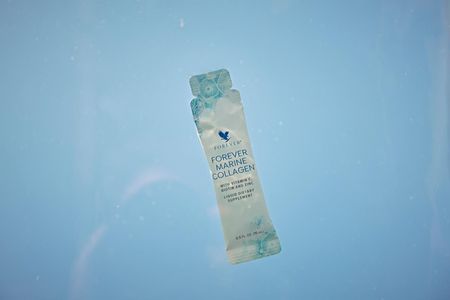 FOREVER
FOREVER
MARINE
COLLAGEN
WITH VITAMIN C,
BIOTIN AND ZINC
LIQUID DIETARY
SUPPLEMENT